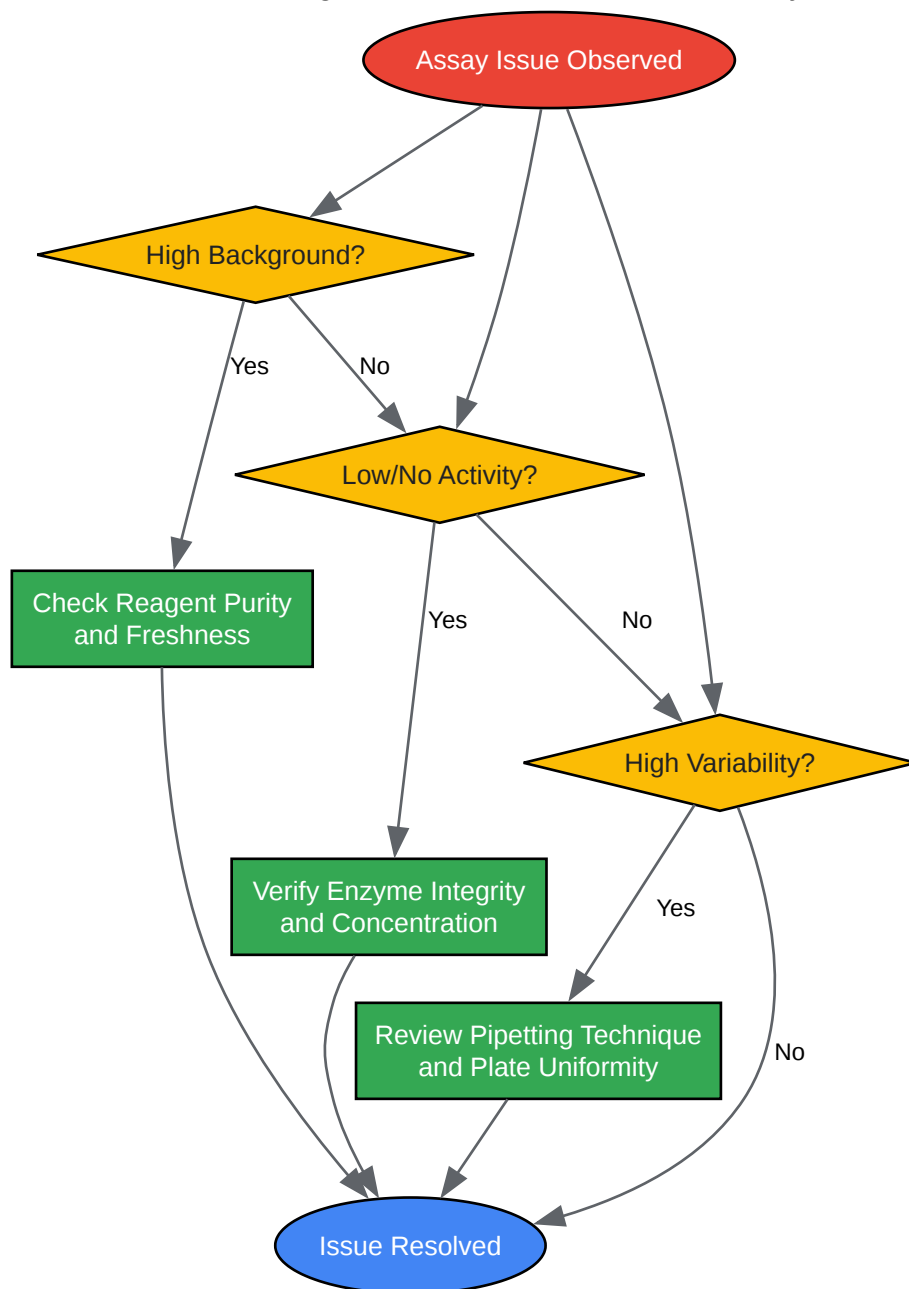 Assay Issue Observed
High Background?
Yes
No
Low/No Activity?
Check Reagent Purity
and Freshness
Yes
No
High Variability?
Verify Enzyme Integrity
and Concentration
Yes
Review Pipetting Technique
and Plate Uniformity
No
Issue Resolved